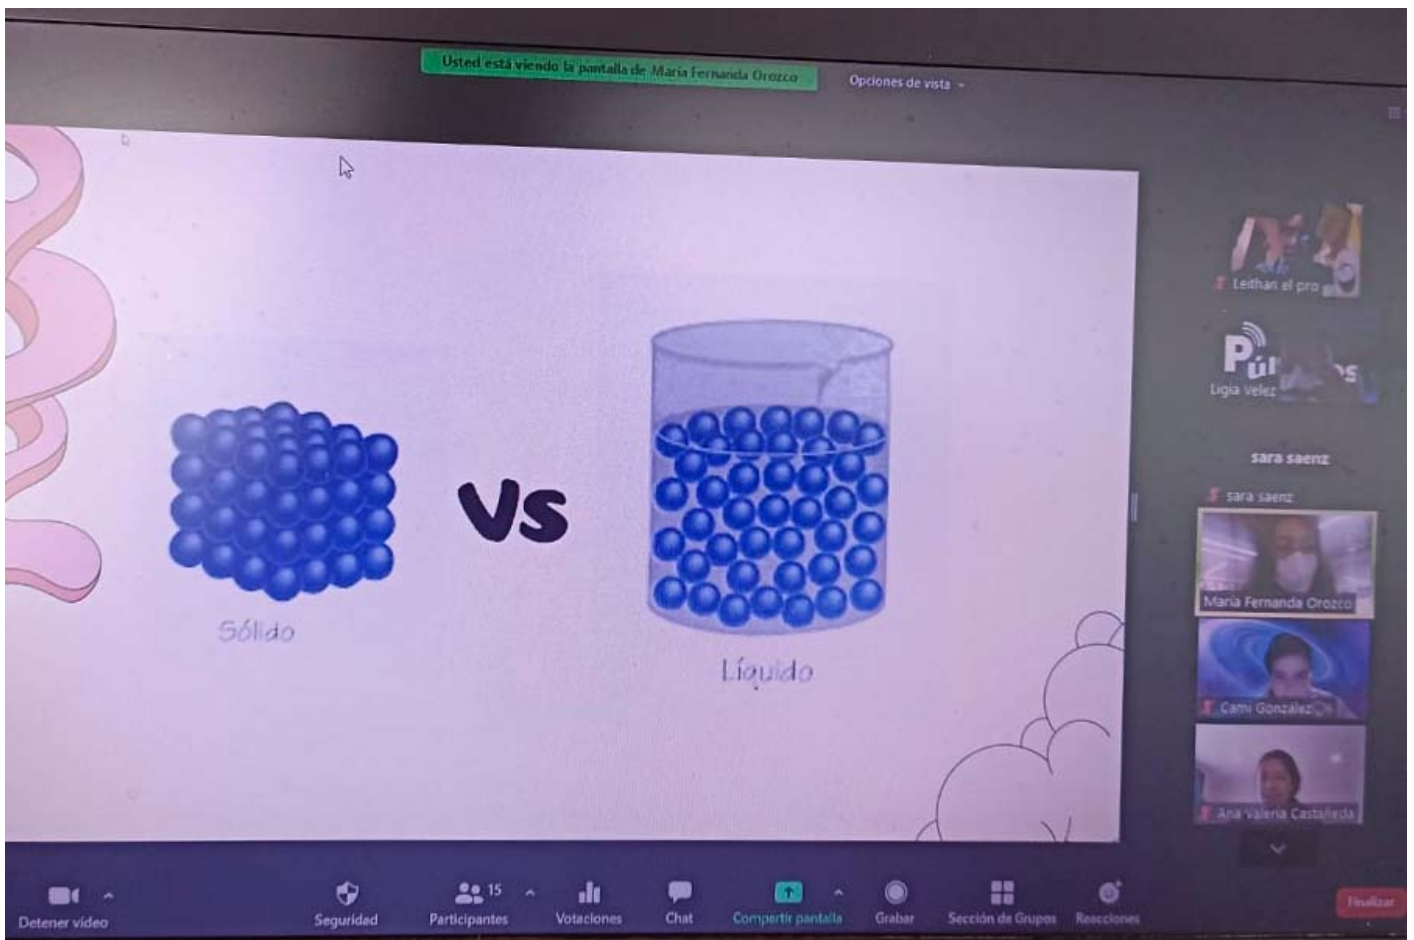 Usted está viendo la pantalla de María Fernanda Orozco
Opciones de vista
Leithan el pro
Ligia Velez
sara saenz
sara saenz
VS
María Fernanda Orozco
Sólido
Líquido
Cami González
Ana Valeria Castañeda
15
Detener vídeo
Seguridad
Participantes
Votaciones
Chat
Compartir pantalla
Grabar
Sección de Grupos
Reacciones
Finalizar